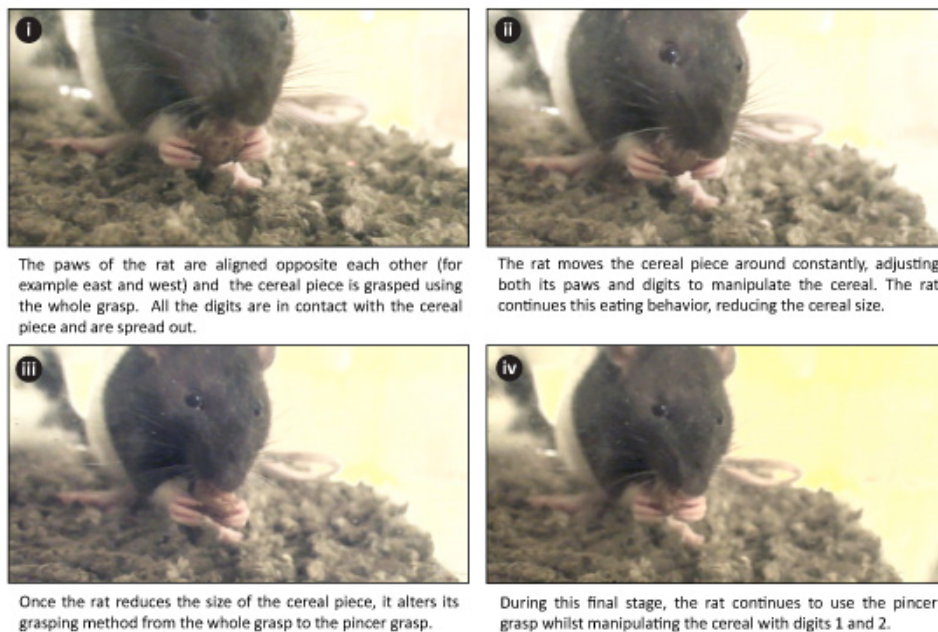 i
The paws of the rat are aligned opposite each other (for
example east and west) and the cereal piece is grasped using
the whole grasp. All the digits are in contact with the cereal
piece and are spread out.
ii
The rat moves the cereal piece around constantly, adjusting
both its paws and digits to manipulate the cereal. The rat
continues this eating behavior, reducing the cereal size.
iii
Once the rat reduces the size of the cereal piece, it alters its
grasping method from the whole grasp to the pincer grasp.
iv
During this final stage, the rat continues to use the pincer
grasp whilst manipulating the cereal with digits 1 and 2.